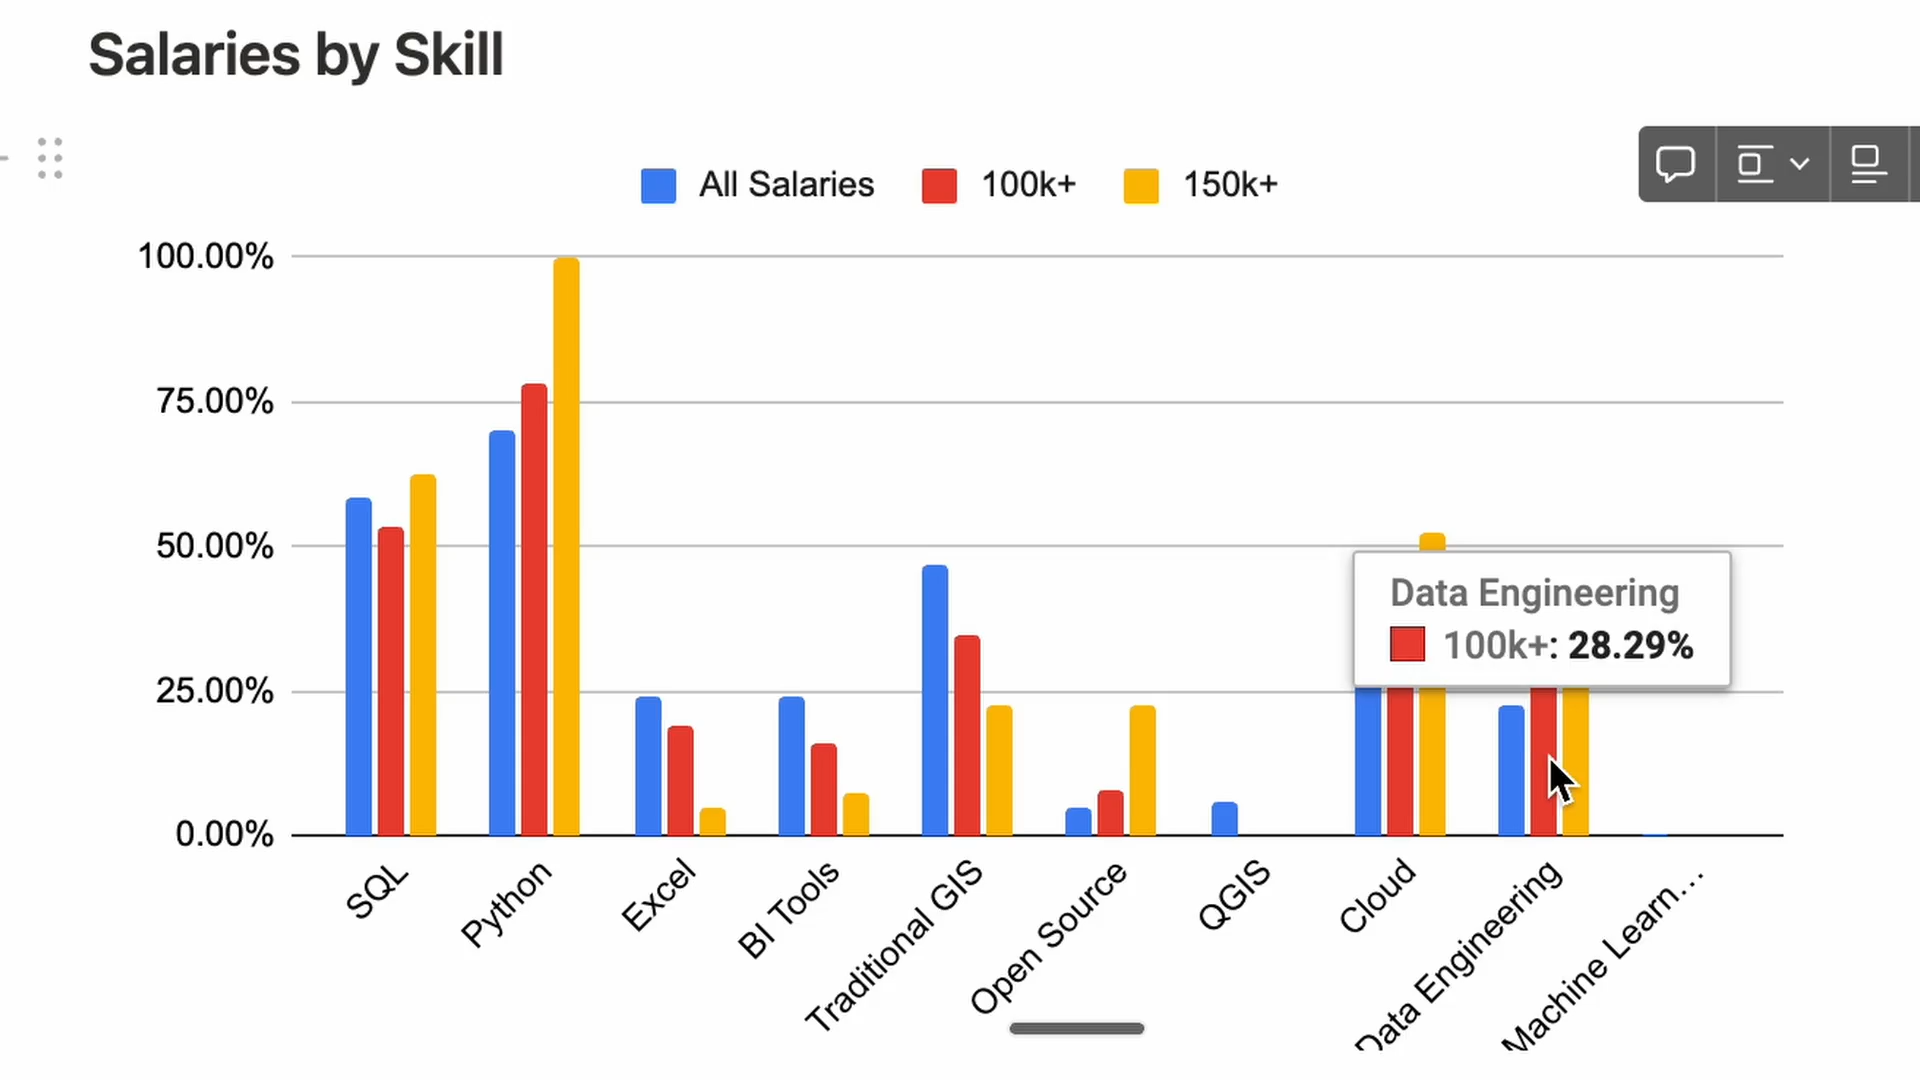 Salaries by Skill
All Salaries
100k+
150k+
100.00%
75.00%
50.00%
25.00%
0.00%
Data Engineering
100k+: 28.29%
SQL
Python
Excel
BI Tools
Traditional GIS
Open Source
QGIS
Cloud
Data Engineering
Machine Learn...